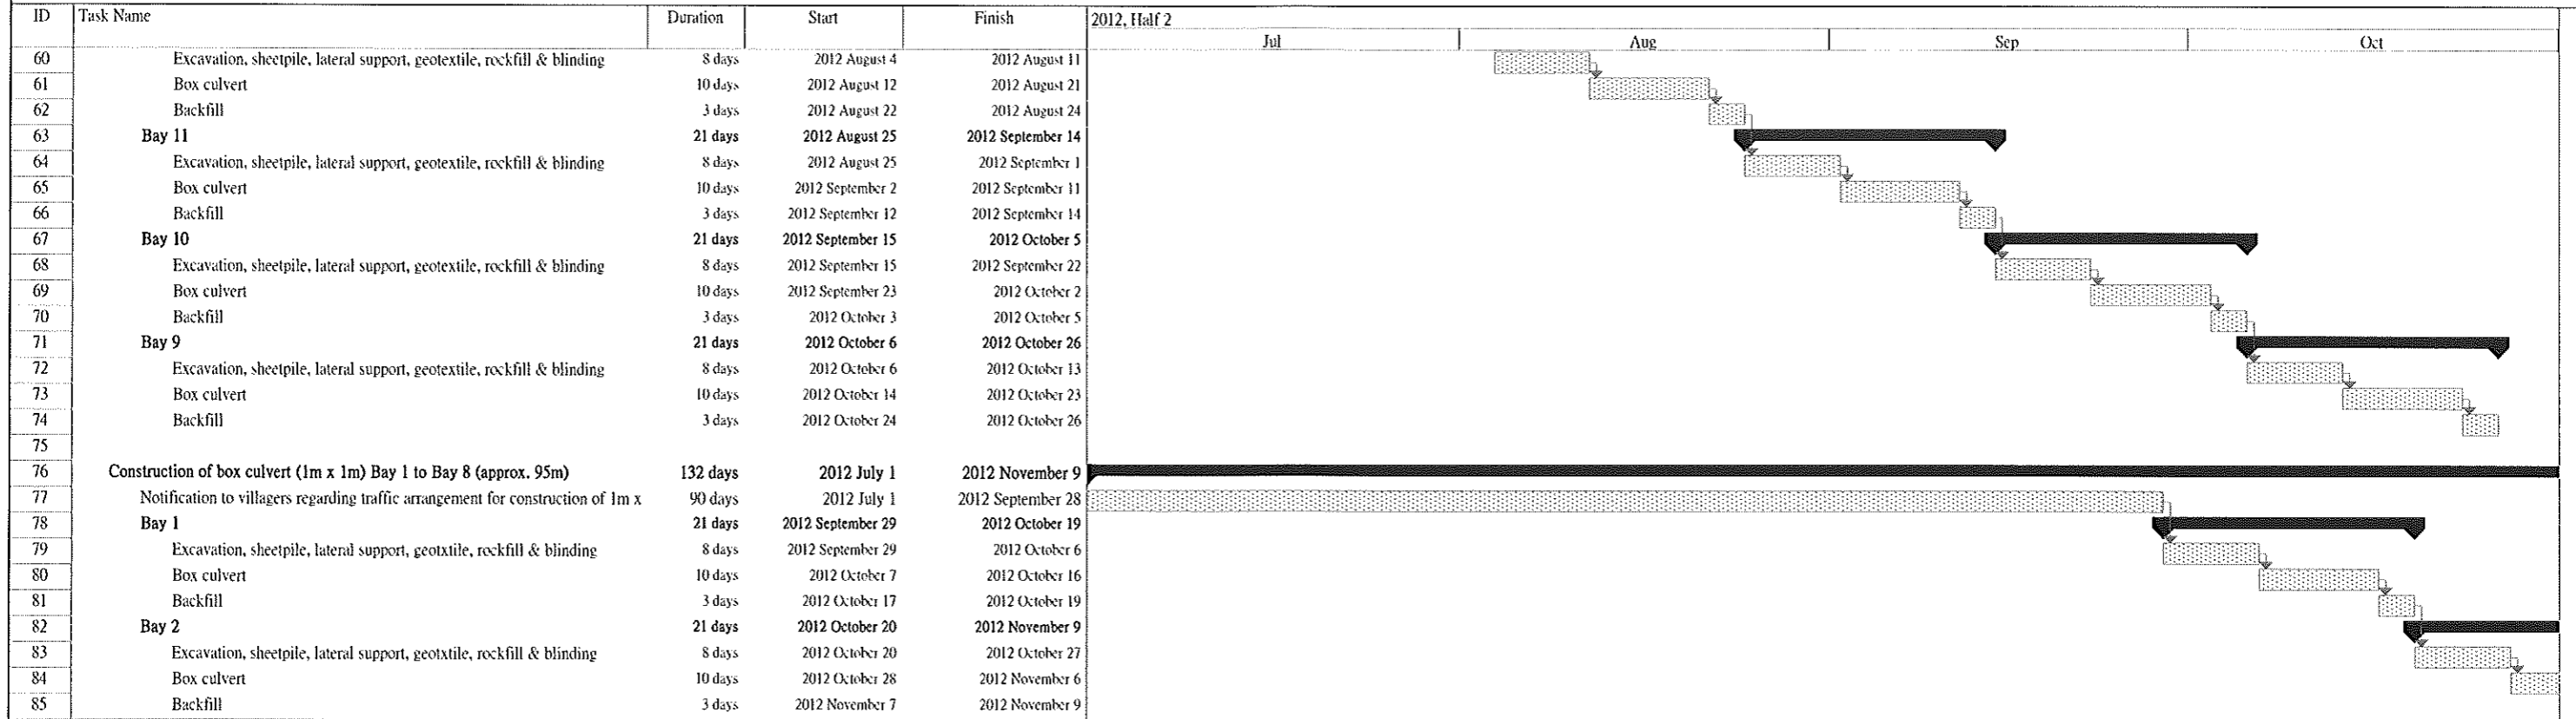 ID Task Name Duration Start Finish 2012, Half 2
Jul Aug Sep Oct
60 Excavation, sheetpile, lateral support, geotextile, rockfill & blinding 8 days 2012 August 4 2012 August 11
61 Box culvert 10 days 2012 August 12 2012 August 21
62 Backfill 3 days 2012 August 22 2012 August 24
63 Bay 11 21 days 2012 August 25 2012 September 14
64 Excavation, sheetpile, lateral support, geotextile, rockfill & blinding 8 days 2012 August 25 2012 September 1
65 Box culvert 10 days 2012 September 2 2012 September 11
66 Backfill 3 days 2012 September 12 2012 September 14
67 Bay 10 21 days 2012 September 15 2012 October 5
68 Excavation, sheetpile, lateral support, geotextile, rockfill & blinding 8 days 2012 September 15 2012 September 22
69 Box culvert 10 days 2012 September 23 2012 October 2
70 Backfill 3 days 2012 October 3 2012 October 5
71 Bay 9 21 days 2012 October 6 2012 October 26
72 Excavation, sheetpile, lateral support, geotextile, rockfill & blinding 8 days 2012 October 6 2012 October 13
73 Box culvert 10 days 2012 October 14 2012 October 23
74 Backfill 3 days 2012 October 24 2012 October 26
75
76 Construction of box culvert (1m x 1m) Bay 1 to Bay 8 (approx. 95m) 132 days 2012 July 1 2012 November 9
77 Notification to villagers regarding traffic arrangement for construction of 1m x 90 days 2012 July 1 2012 September 28
78 Bay 1 21 days 2012 September 29 2012 October 19
79 Excavation, sheetpile, lateral support, geotxtile, rockfill & blinding 8 days 2012 September 29 2012 October 6
80 Box culvert 10 days 2012 October 7 2012 October 16
81 Backfill 3 days 2012 October 17 2012 October 19
82 Bay 2 21 days 2012 October 20 2012 November 9
83 Excavation, sheetpile, lateral support, geotxtile, rockfill & blinding 8 days 2012 October 20 2012 October 27
84 Box culvert 10 days 2012 October 28 2012 November 6
85 Backfill 3 days 2012 November 7 2012 November 9